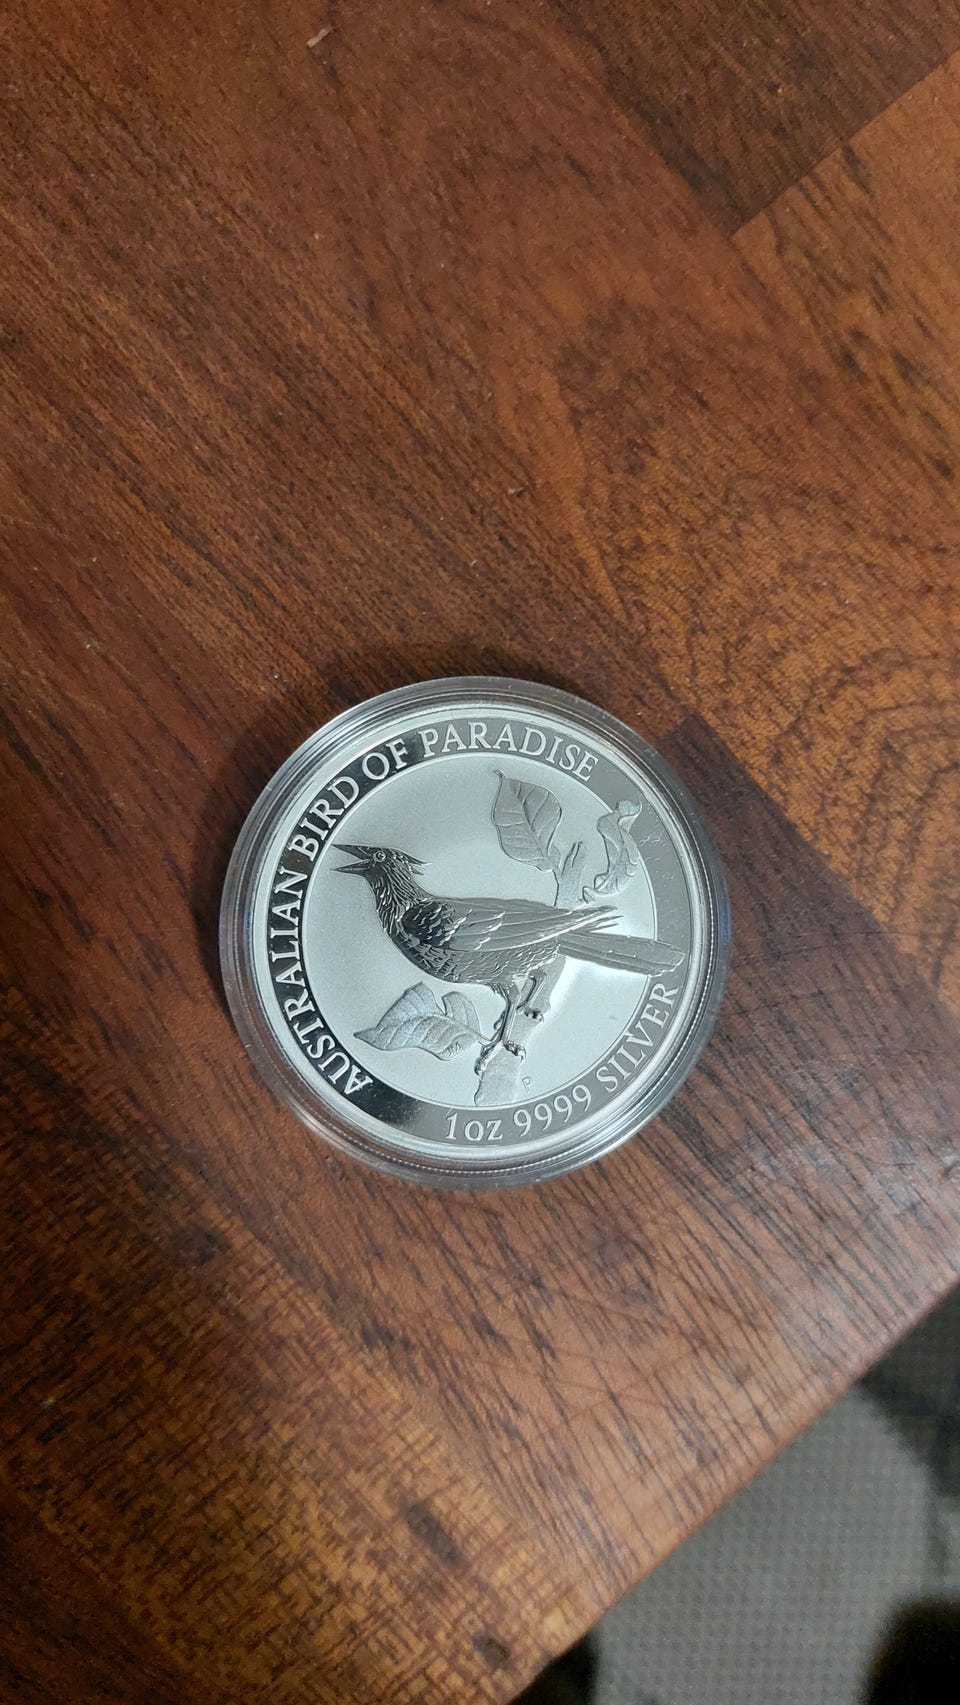 AUSTRALIAN BIRD OF PARADISE
P
1oz 9999 SILVER